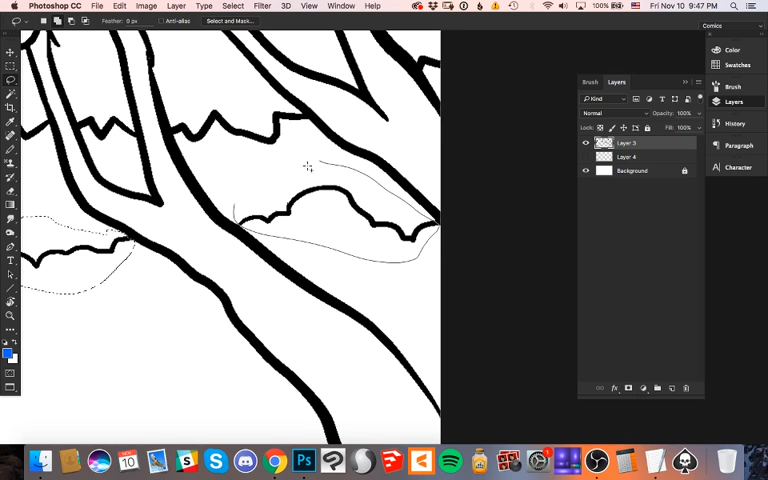 Photoshop CC File Edit Image Layer Type Select Filter 3D View Window Help 100% Fri Nov 10 9:47 PM
Feather: 0 px Anti-alias Select and Mask...
Comics
Brush Layers
Kind
Normal Opacity: 100%
Lock: Fill: 100%
Layer 3
Layer 4
Background
Color
Swatches
Brush
Layers
History
Paragraph
Character
NOV
10
Ps